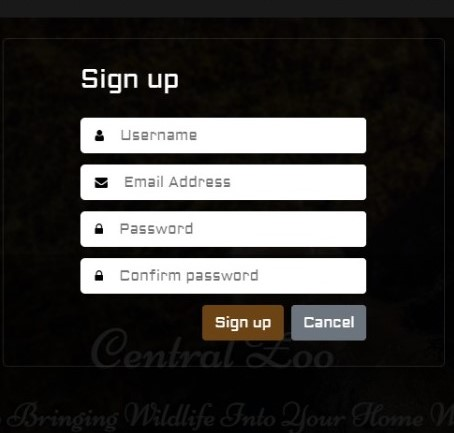 Sign up
Username
Email Address
Password
Confirm password
Sign up Cancel
Central Zoo
Bringing Wildlife Into Your Home